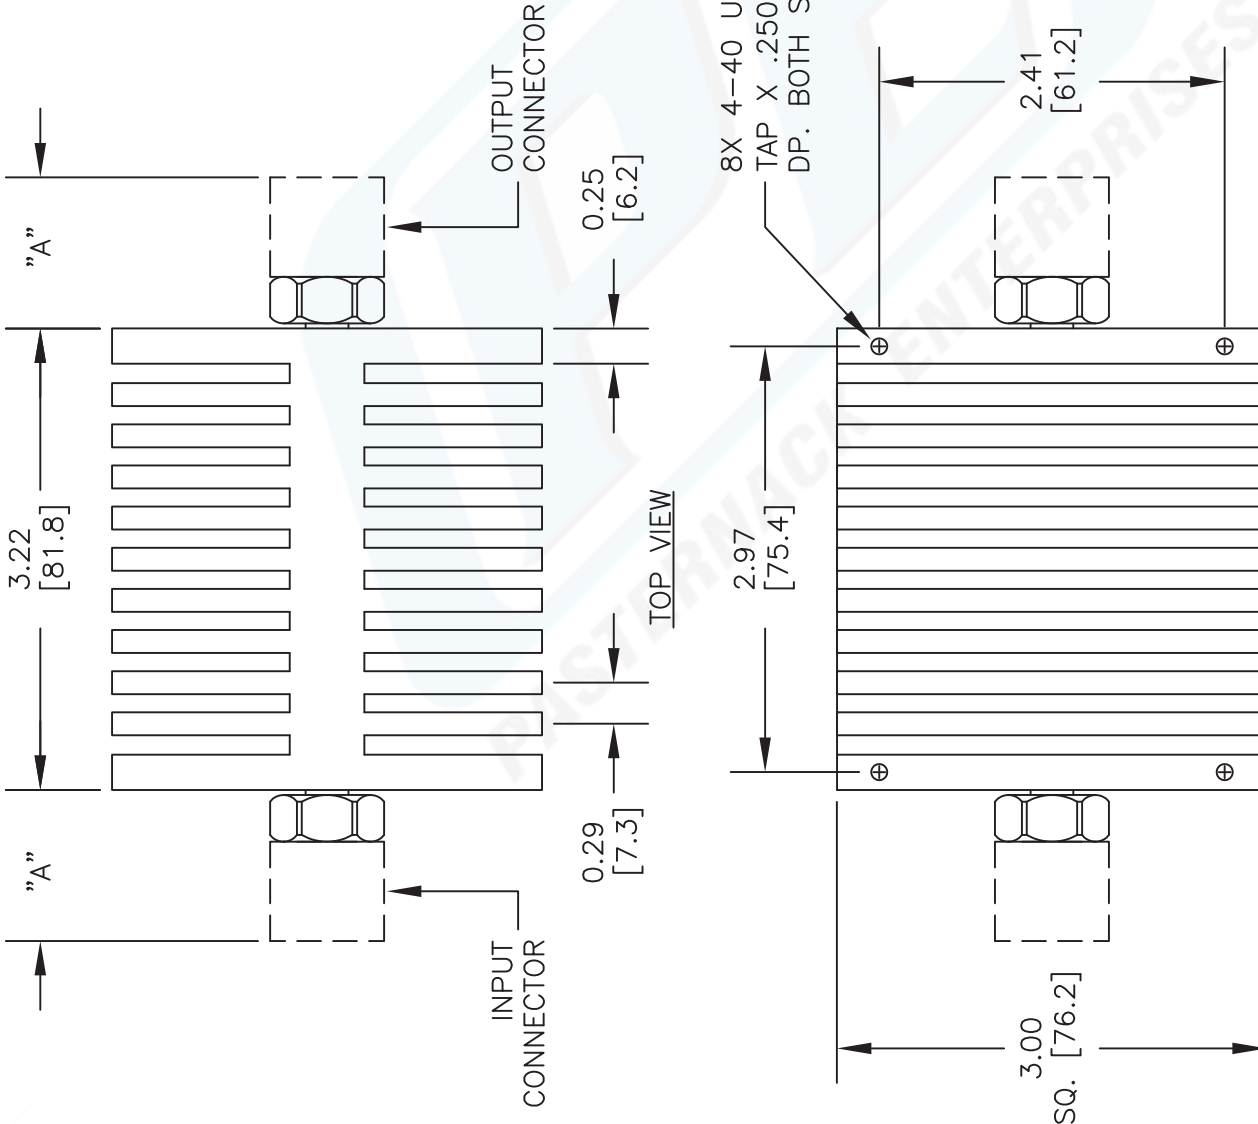 "A"
3.22
[81.8]
"A"
INPUT
CONNECTOR
OUTPUT
CONNECTOR
0.29
[7.3]
0.25
[6.2]
TOP VIEW
8X 4-40 U
TAP X .250
DP. BOTH S
2.97
[75.4]
2.41
[61.2]
3.00
SQ. [76.2]
PASTERNACK ENTERPRISES